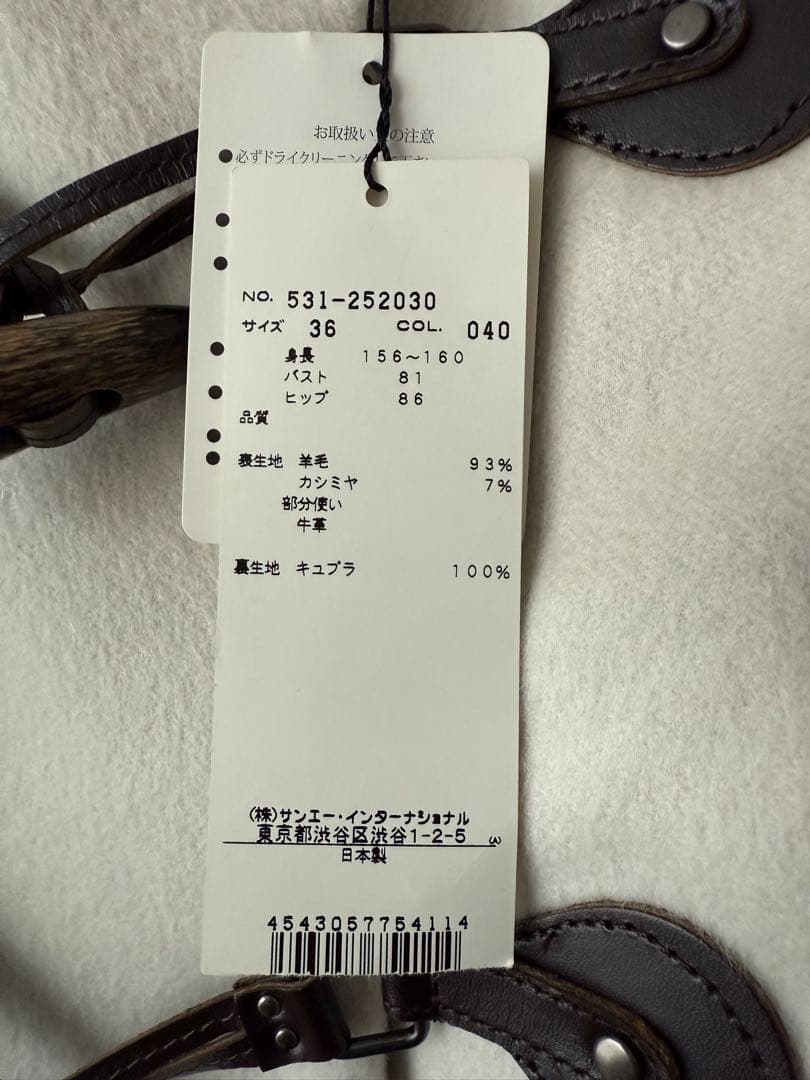 お取扱い の注意
必ずドライクリーニング
NO. 531-252030
サイズ 36 COL. 040
身長 156~160
バスト 81
ヒップ 86
品質
表生地 羊毛 93%
カシミヤ 7%
部分使い
牛革
裏生地 キュプラ 100%
(株)サンエー・インターナショナル
東京都渋谷区渋谷1-2-5 3
日本製
4543057754114